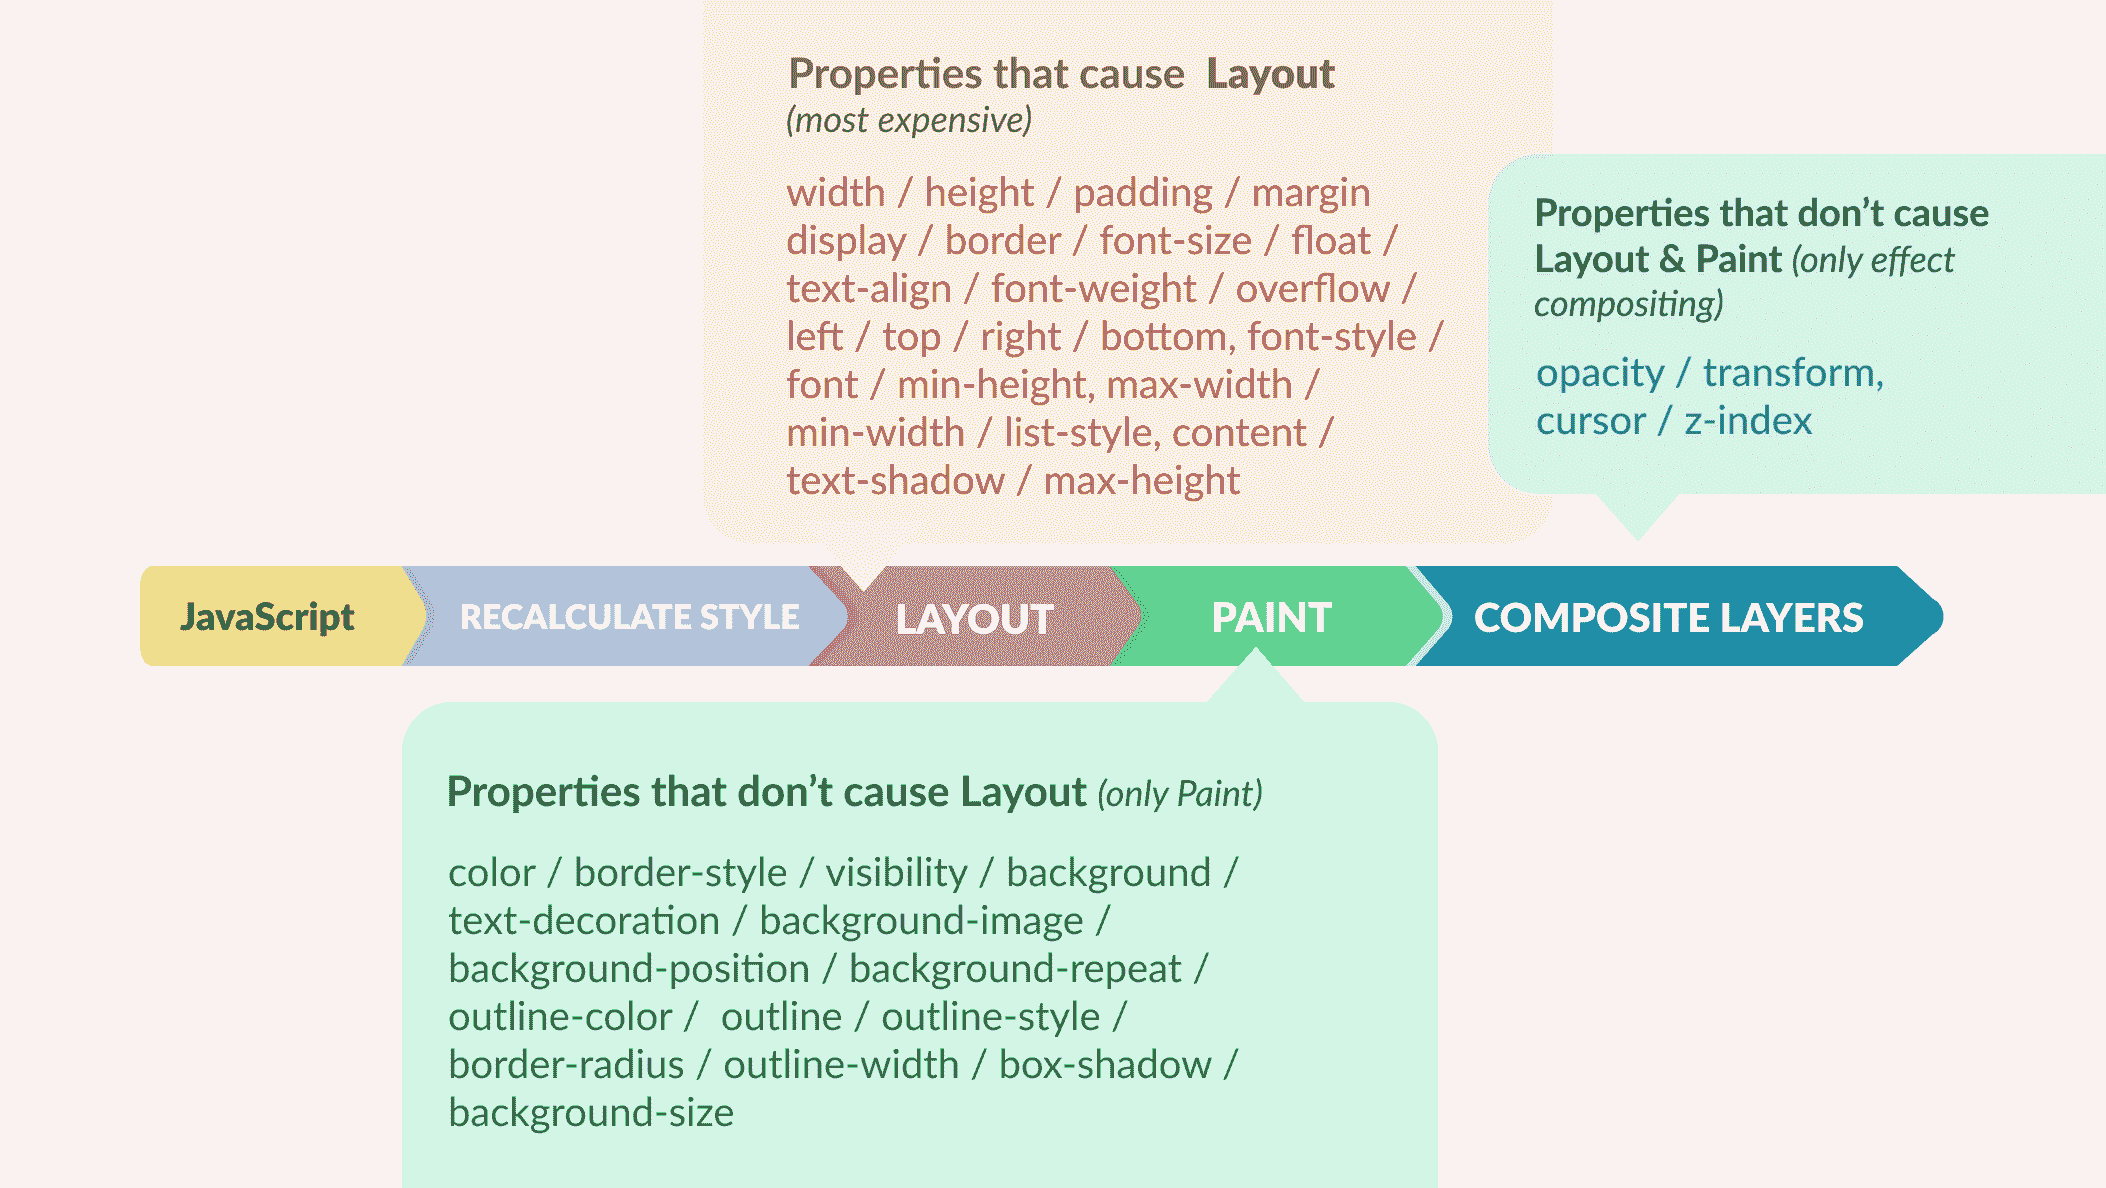 Properties that cause Layout
(most expensive)
width / height / padding / margin
display / border / font-size / float /
text-align / font-weight / overflow /
left / top / right / bottom, font-style /
font / min-height, max-width /
min-width / list-style, content /
text-shadow / max-height
Properties that don’t cause
Layout & Paint (only effect
compositing)
opacity / transform,
cursor / z-index
JavaScript
RECALCULATE STYLE
LAYOUT
PAINT
COMPOSITE LAYERS
Properties that don’t cause Layout (only Paint)
color / border-style / visibility / background /
text-decoration / background-image /
background-position / background-repeat /
outline-color / outline / outline-style /
border-radius / outline-width / box-shadow /
background-size